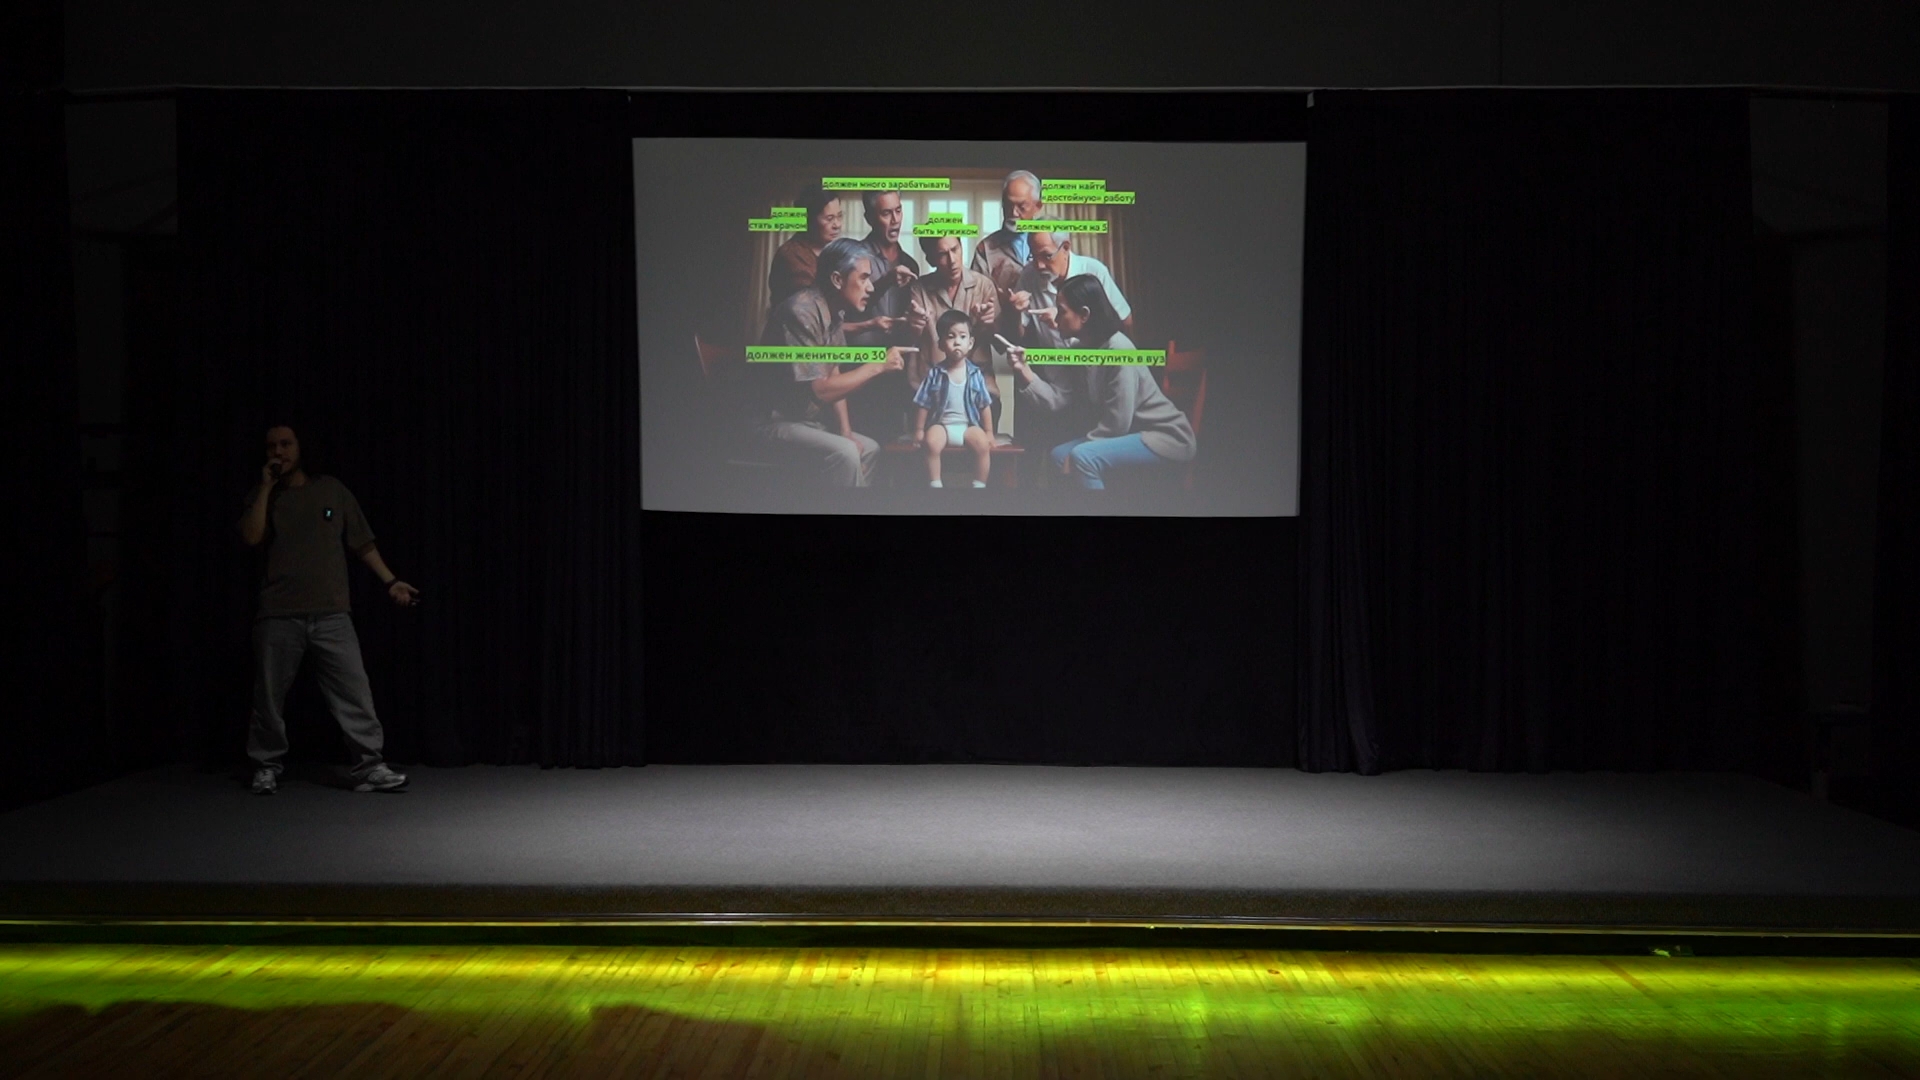 должен много зарабатывать
должен найти
«достойную» работу
должен
стать врачом
должен
быть мужиком
должен учиться на 5
должен жениться до 30
должен поступить в вуз